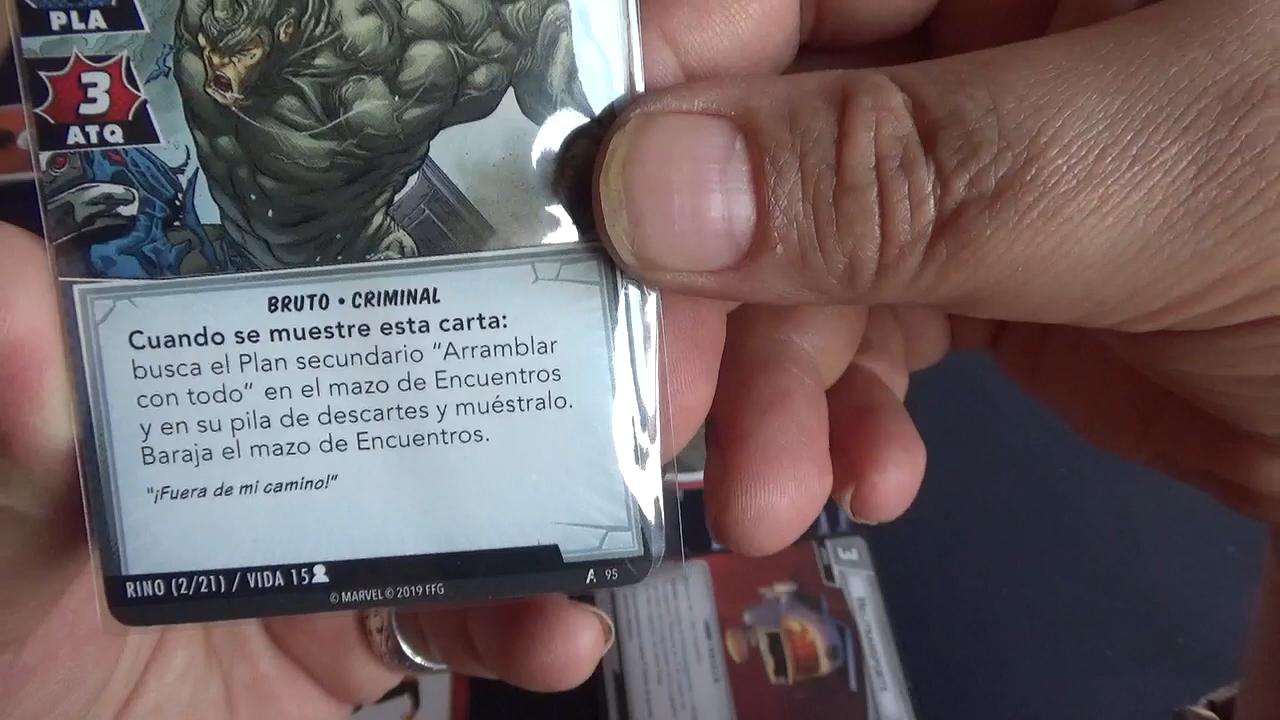 PLA
3
ATQ
BRUTO • CRIMINAL
Cuando se muestre esta carta:
busca el Plan secundario "Arramblar
con todo" en el mazo de Encuentros
y en su pila de descartes y muéstralo.
Baraja el mazo de Encuentros.
"¡Fuera de mi camino!"
RINO (2/21) / VIDA 15
© MARVEL © 2019 FFG
95
3